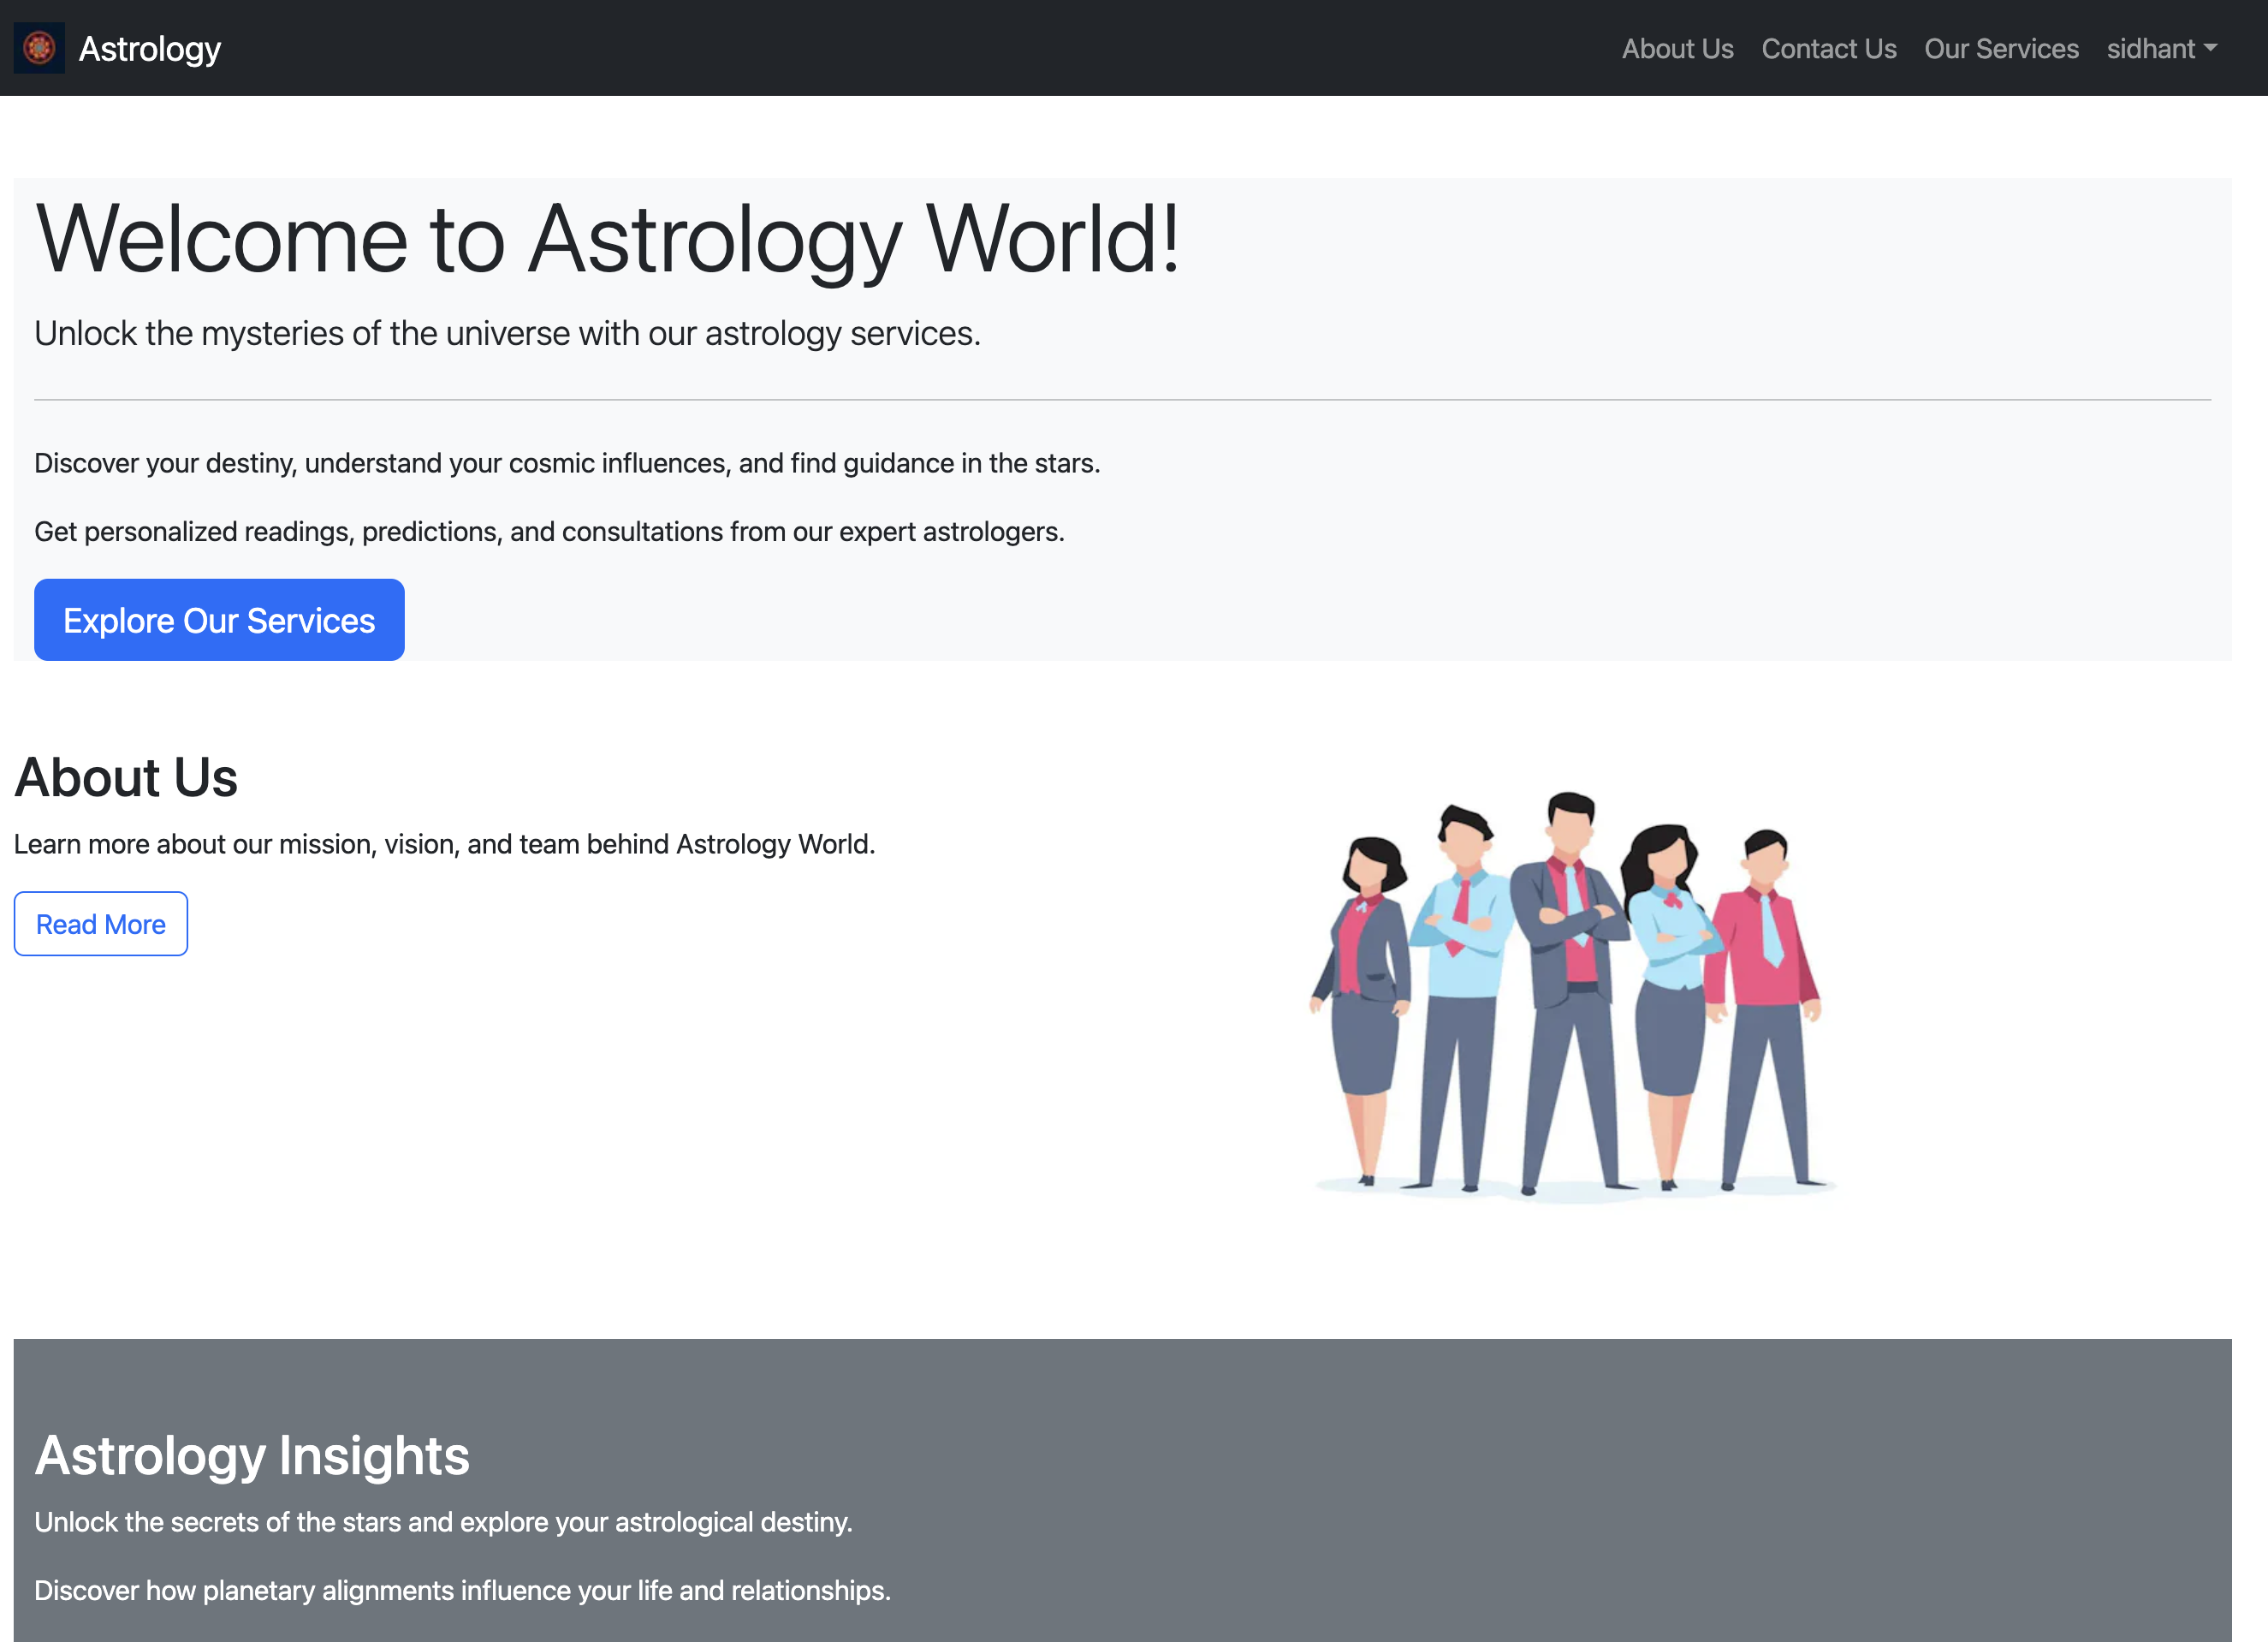 Astrology
About Us
Contact Us
Our Services
sidhant
Welcome to Astrology World!
Unlock the mysteries of the universe with our astrology services.
Discover your destiny, understand your cosmic influences, and find guidance in the stars.
Get personalized readings, predictions, and consultations from our expert astrologers.
Explore Our Services
About Us
Learn more about our mission, vision, and team behind Astrology World.
Read More
Astrology Insights
Unlock the secrets of the stars and explore your astrological destiny.
Discover how planetary alignments influence your life and relationships.